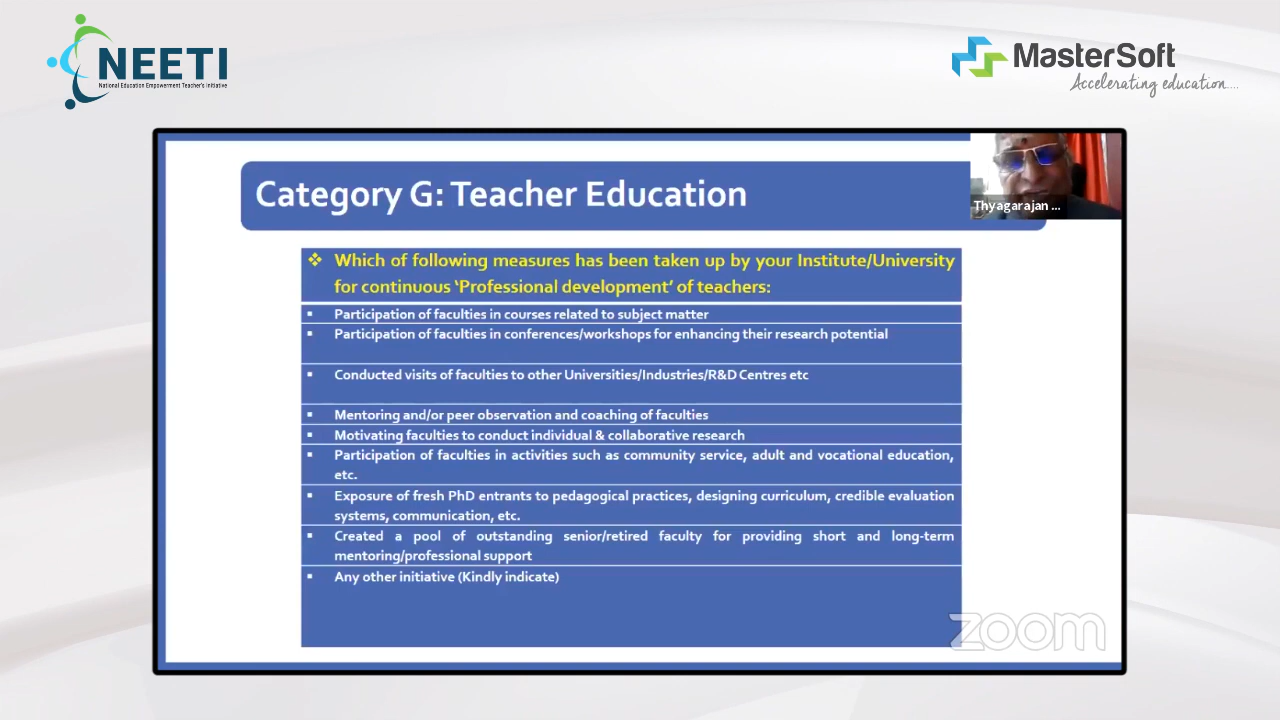 NEETI
National Education Empowerment Teacher's Initiative
MasterSoft
Accelerating education....
Category G: Teacher Education
Thyagarajan ...
❖ Which of following measures has been taken up by your Institute/University
for continuous ‘Professional development’ of teachers:
▪ Participation of faculties in courses related to subject matter
▪ Participation of faculties in conferences/workshops for enhancing their research potential
▪ Conducted visits of faculties to other Universities/Industries/R&D Centres etc
▪ Mentoring and/or peer observation and coaching of faculties
▪ Motivating faculties to conduct individual & collaborative research
▪ Participation of faculties in activities such as community service, adult and vocational education,
etc.
▪ Exposure of fresh PhD entrants to pedagogical practices, designing curriculum, credible evaluation
systems, communication, etc.
▪ Created a pool of outstanding senior/retired faculty for providing short and long-term
mentoring/professional support
▪ Any other initiative (Kindly indicate)
zoom